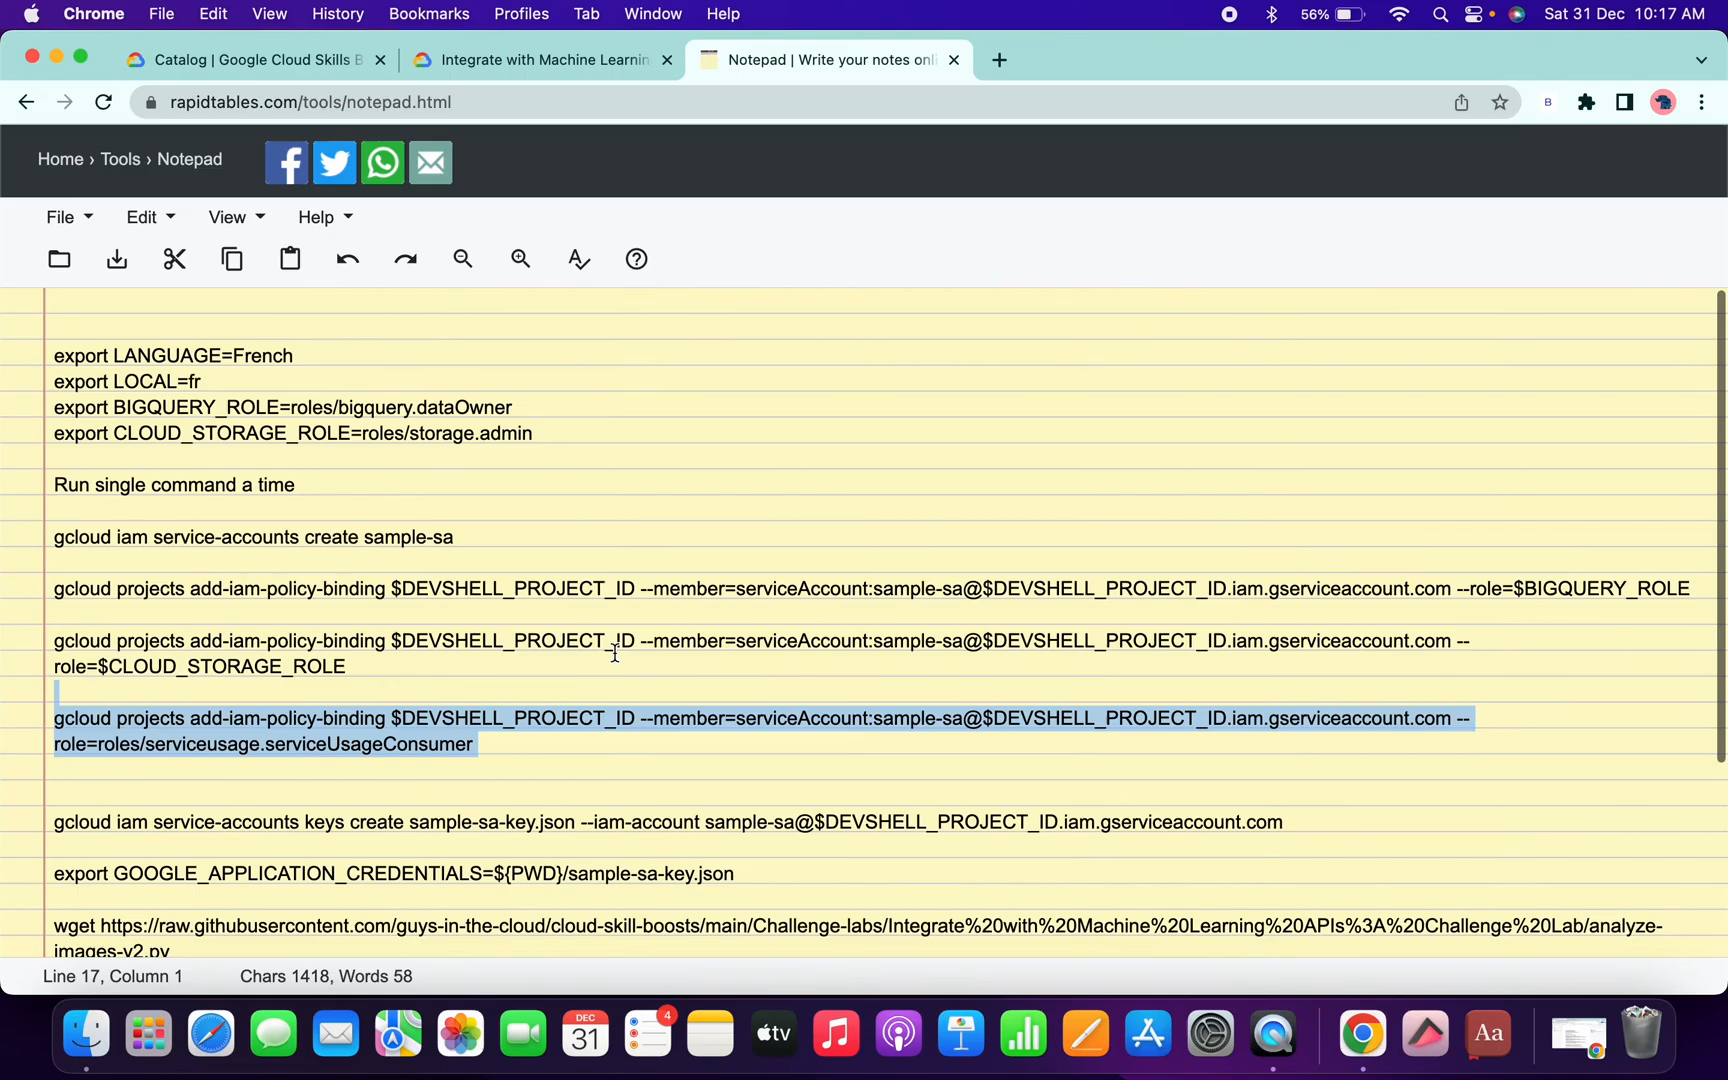 Chrome File Edit View History Bookmarks Profiles Tab Window Help 56% Sat 31 Dec 10:17 AM
Catalog | Google Cloud Skills B Integrate with Machine Learnin Notepad | Write your notes onli
rapidtables.com/tools/notepad.html B
Home › Tools › Notepad
File Edit View Help
export LANGUAGE=French
export LOCAL=fr
export BIGQUERY_ROLE=roles/bigquery.dataOwner
export CLOUD_STORAGE_ROLE=roles/storage.admin
Run single command a time
gcloud iam service-accounts create sample-sa
gcloud projects add-iam-policy-binding $DEVSHELL_PROJECT_ID --member=serviceAccount:sample-sa@$DEVSHELL_PROJECT_ID.iam.gserviceaccount.com --role=$BIGQUERY_ROLE
gcloud projects add-iam-policy-binding $DEVSHELL_PROJECT_ID --member=serviceAccount:sample-sa@$DEVSHELL_PROJECT_ID.iam.gserviceaccount.com --
role=$CLOUD_STORAGE_ROLE
gcloud projects add-iam-policy-binding $DEVSHELL_PROJECT_ID --member=serviceAccount:sample-sa@$DEVSHELL_PROJECT_ID.iam.gserviceaccount.com --
role=roles/serviceusage.serviceUsageConsumer
gcloud iam service-accounts keys create sample-sa-key.json --iam-account sample-sa@$DEVSHELL_PROJECT_ID.iam.gserviceaccount.com
export GOOGLE_APPLICATION_CREDENTIALS=${PWD}/sample-sa-key.json
wget https://raw.githubusercontent.com/guys-in-the-cloud/cloud-skill-boosts/main/Challenge-labs/Integrate%20with%20Machine%20Learning%20APIs%3A%20Challenge%20Lab/analyze-
images-v2.py
Line 17, Column 1 Chars 1418, Words 58
DEC
31
4
tv
Aa